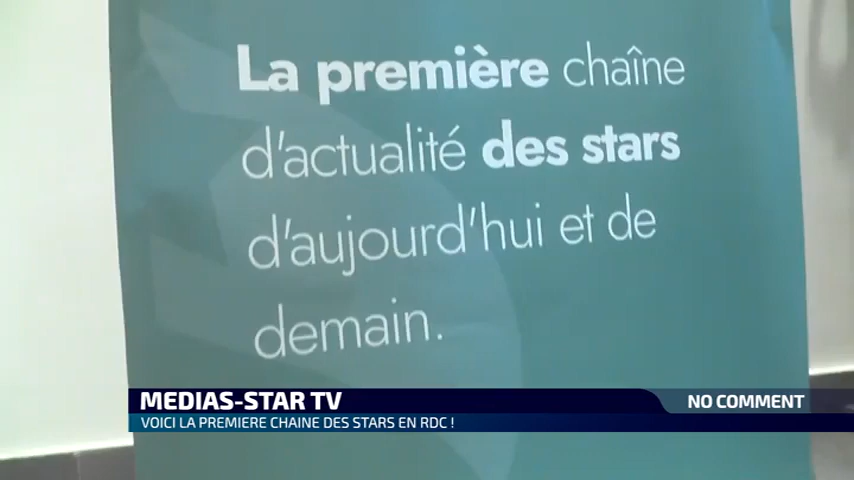 La première chaîne
d'actualité des stars
d'aujourd'hui et de
demain.
MEDIAS-STAR TV
NO COMMENT
VOICI LA PREMIERE CHAINE DES STARS EN RDC !